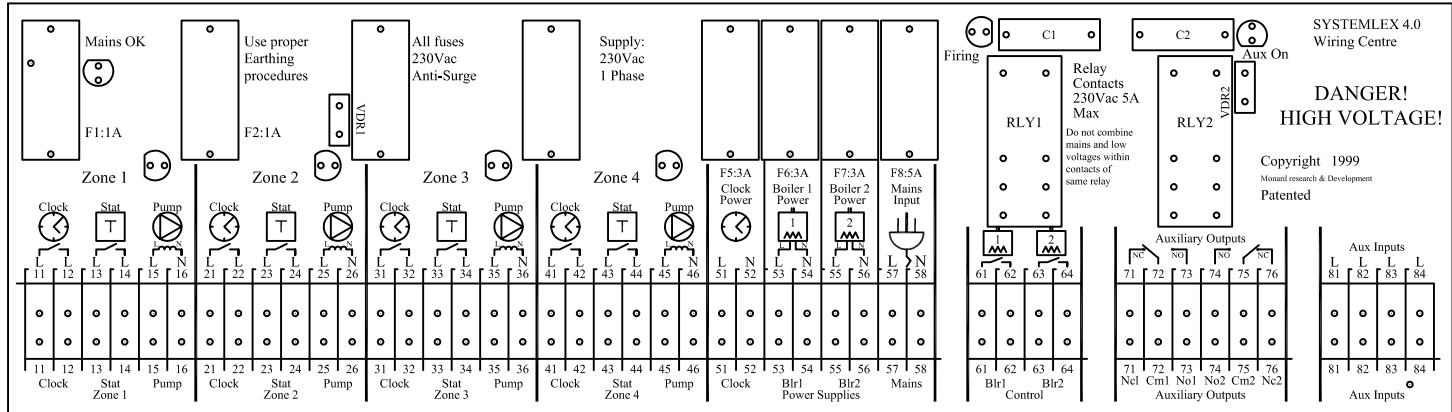 Mains OK
F1:1A
Use proper
Earthing
procedures
F2:1A
VDR1
All fuses
230Vac
Anti-Surge
Supply:
230Vac
1 Phase
Firing
C1
RLY1
Relay
Contacts
230Vac 5A
Max
Do not combine
mains and low
voltages within
contacts of
same relay
C2
Aux On
RLY2
VDR2
SYSTEMLEX 4.0
Wiring Centre
DANGER!
HIGH VOLTAGE!
Copyright 1999
Monard research & Development
Patented
Zone 1 Zone 2 Zone 3 Zone 4
F5:3A
Clock
Power
F6:3A
Boiler 1
Power
F7:3A
Boiler 2
Power
F8:5A
Mains
Input
Clock Stat Pump Clock Stat Pump Clock Stat Pump Clock Stat Pump
T T T T
1 2
1 2
L N L N L N L N L N L N
L L L L L N L L L L L N L L L L L N L L L L L N L N L N L N L N
Auxiliary Outputs
NC NO NO NC
Aux Inputs
L L L L
11 12 13 14 15 16 21 22 23 24 25 26 31 32 33 34 35 36 41 42 43 44 45 46 51 52 53 54 55 56 57 58 61 62 63 64 71 72 73 74 75 76 81 82 83 84
11 12 13 14 15 16 21 22 23 24 25 26 31 32 33 34 35 36 41 42 43 44 45 46 51 52 53 54 55 56 57 58 61 62 63 64 71 72 73 74 75 76 81 82 83 84
Clock Stat Pump Clock Stat Pump Clock Stat Pump Clock Stat Pump Clock Blr1 Blr2 Mains Blr1 Blr2 Ncl Cm1 No1 No2 Cm2 Nc2
Zone 1 Zone 2 Zone 3 Zone 4 Power Supplies Control Auxiliary Outputs Aux Inputs